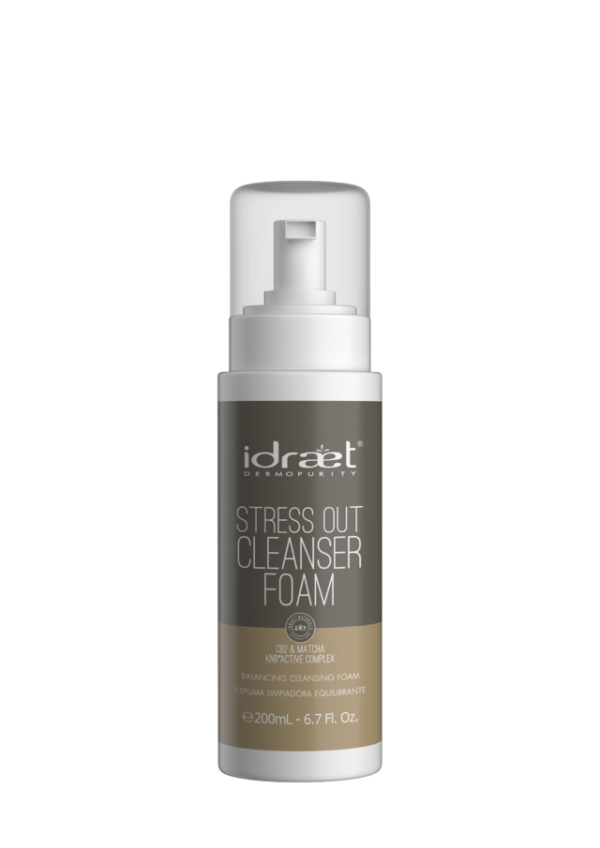 idraet®
DERMOPURITY
STRESS OUT
CLEANSER
FOAM
CB2 & MATCHA
KNB*ACTIVE COMPLEX
BALANCING CLEANSING FOAM
ESPUMA LIMPIADORA EQUILIBRANTE
℮200mL - 6.7 Fl. Oz.